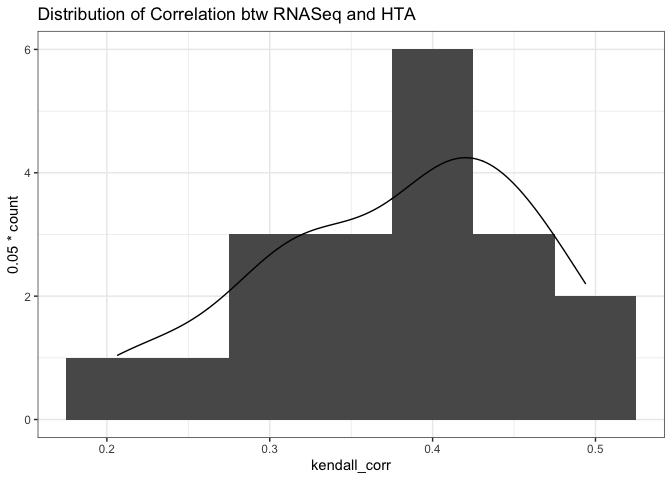 Distribution of Correlation btw RNASeq and HTA
6
4
2
0
0.05 * count
0.2 0.3 0.4 0.5
kendall_corr